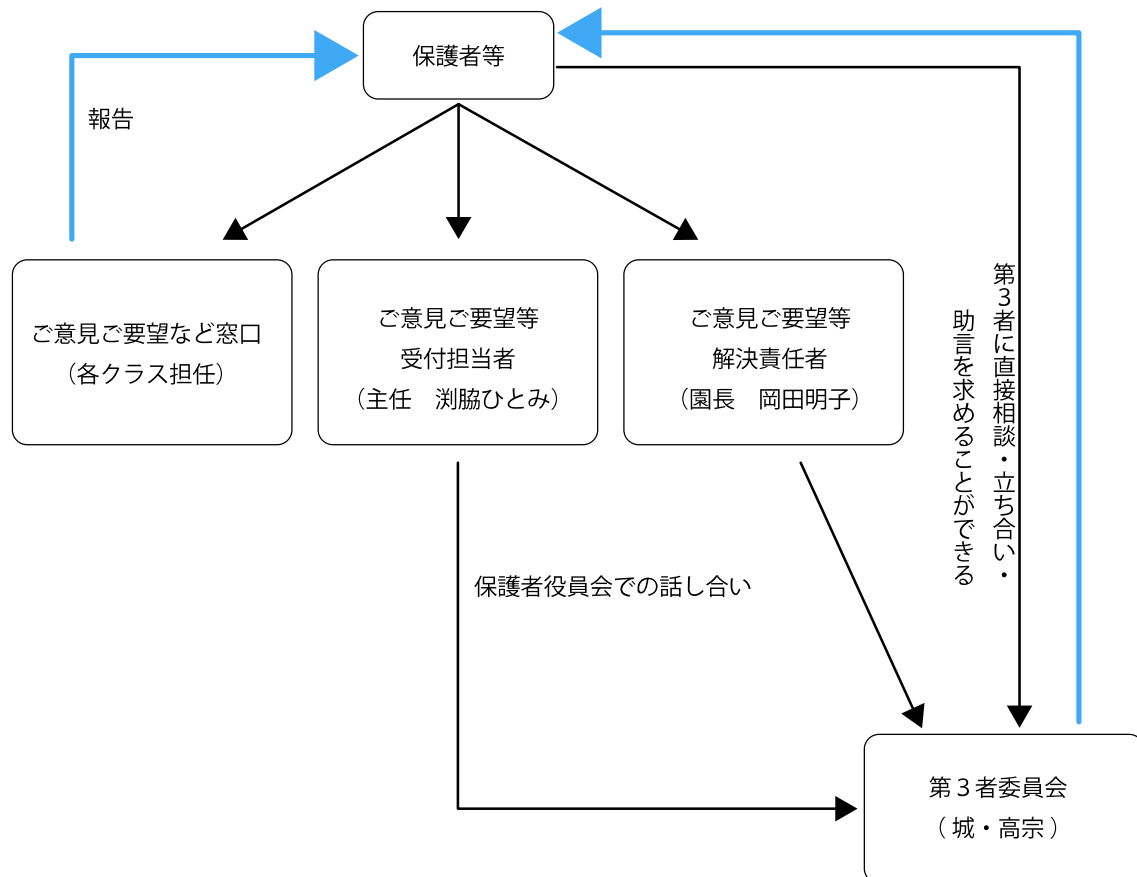 保護者等
報告
ご意見ご要望など窓口
（各クラス担任）
ご意見ご要望等
受付担当者
（主任　渕脇ひとみ）
ご意見ご要望等
解決責任者
（園長　岡田明子）
第３者に直接相談・立ち合い・
助言を求めることができる
保護者役員会での話し合い
第３者委員会
（ 城・高宗 ）